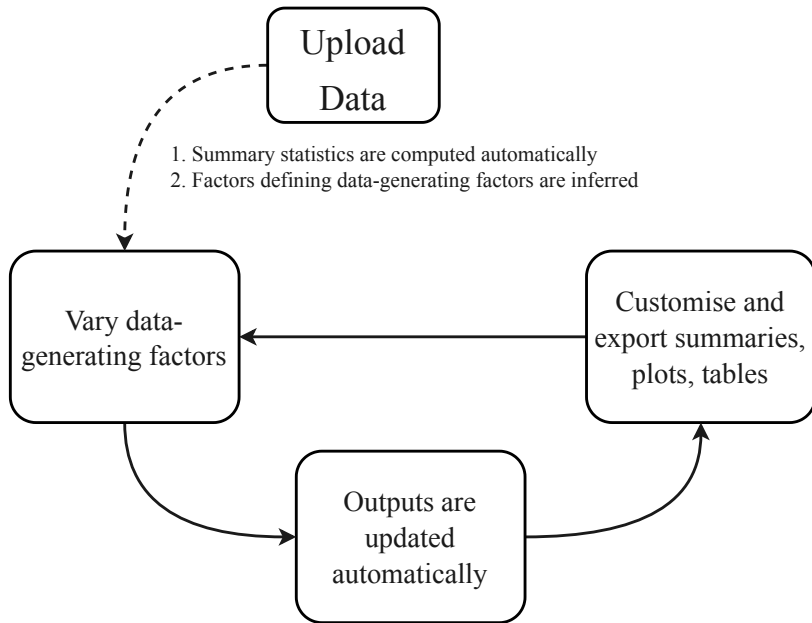 Upload
Data
1. Summary statistics are computed automatically
2. Factors defining data-generating factors are inferred
Vary data-
generating factors
Customise and
export summaries,
plots, tables
Outputs are
updated
automatically